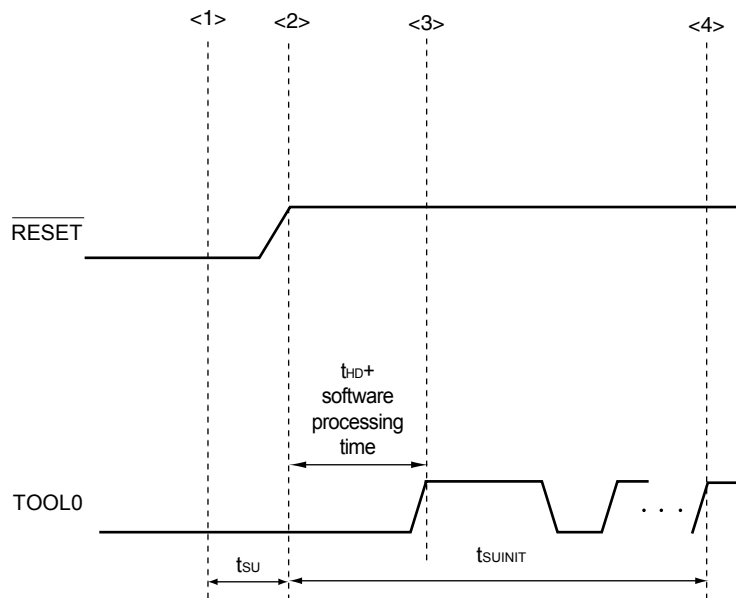 <1> <2> <3> <4>
RESET
tHD+
software
processing
time
TOOL0
. . .
tSU
tSUINIT